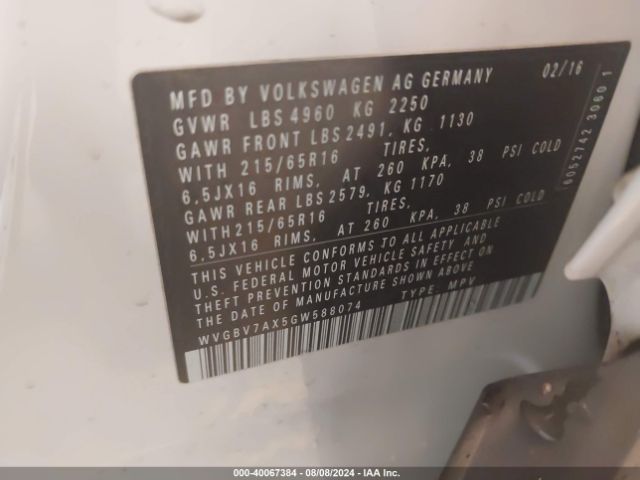 MFD BY VOLKSWAGEN AG GERMANY 02/16
GVWR LBS 4960 KG 2250
GAWR FRONT LBS 2491, KG 1130
WITH 215/65R16 TIRES,
6,5JX16 RIMS, AT 260 KPA, 38 PSI COLD
GAWR REAR LBS 2579, KG 1170
WITH215/65R16 TIRES,
6,5JX16 RIMS, AT 260 KPA, 38 PSI COLD
THIS VEHICLE CONFORMS TO ALL APPLICABLE
U.S. FEDERAL MOTOR VEHICLE SAFETY AND
THEFT PREVENTION STANDARDS IN EFFECT ON
THE DATE OF MANUFACTURE SHOWN ABOVE
WVGBV7AX5GW588074 TYPE: MPV
6052742 3060 1
000-40067384 - 08/08/2024 - IAA Inc.